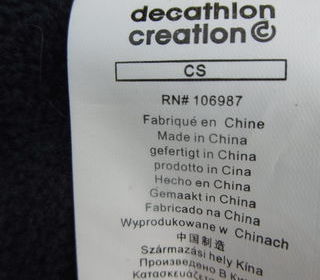 decathlon
creation
CS
RN# 106987
Fabriqué en Chine
Made in China
gefertigt in China
prodotto in Cina
Hecho en China
Gemaakt in China
Fabricado na China
Wyprodukowane w Chinach
中国制造
Származási hely Kína
Произведено В